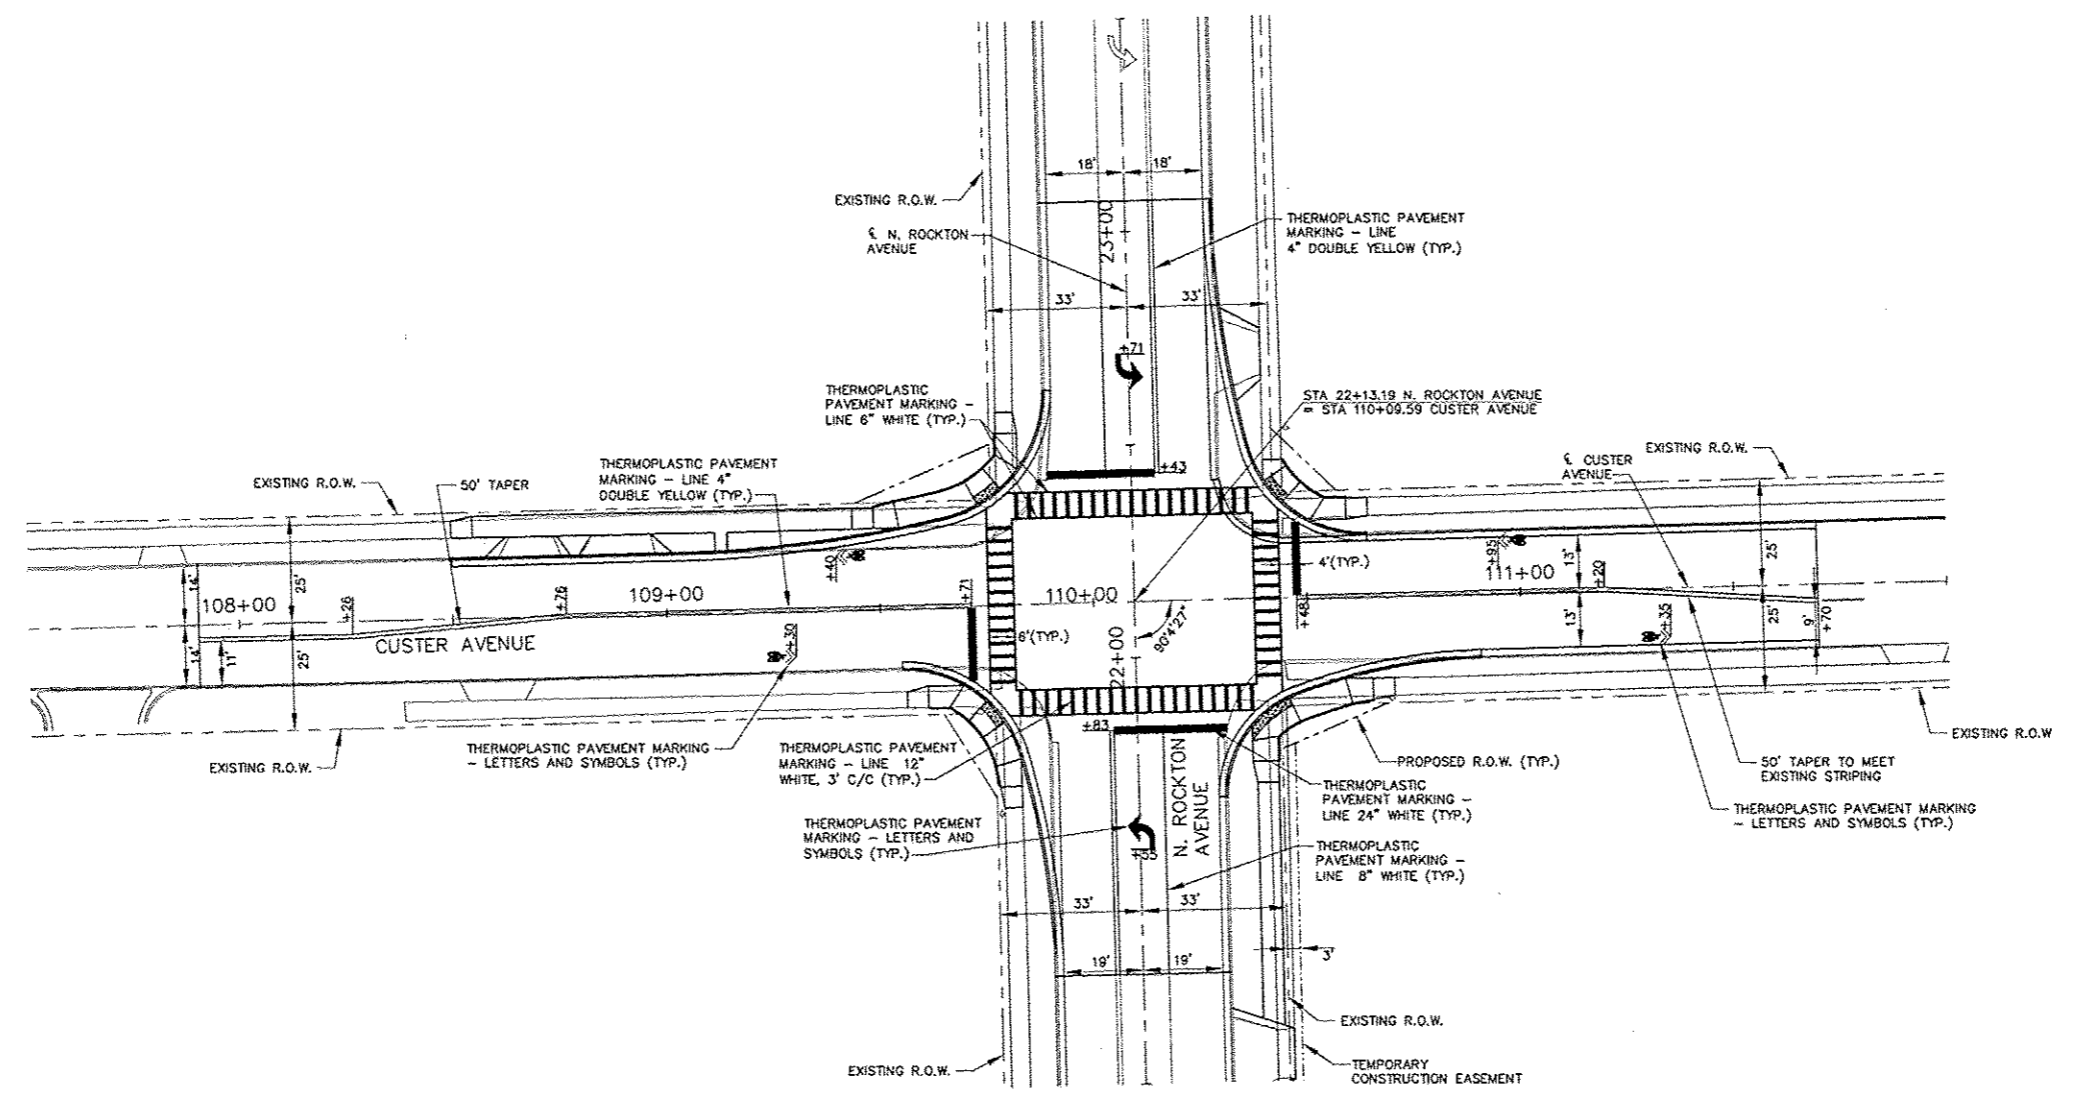 18'
18'
EXISTING R.O.W.
℄ N. ROCKTON
AVENUE
23+00
THERMOPLASTIC PAVEMENT
MARKING – LINE
4" DOUBLE YELLOW (TYP.)
33'
33'
+71
THERMOPLASTIC
PAVEMENT MARKING –
LINE 6" WHITE (TYP.)
STA 22+13.19 N. ROCKTON AVENUE
= STA 110+09.59 CUSTER AVENUE
+43
EXISTING R.O.W.
℄ CUSTER
AVENUE
THERMOPLASTIC PAVEMENT
MARKING – LINE 4"
DOUBLE YELLOW (TYP.)
EXISTING R.O.W.
50' TAPER
14'
25'
108+00
+26
+76
109+00
+40
+71
110+00
4'(TYP.)
+95
111+00
13'
+20
25'
14'
11'
25'
CUSTER AVENUE
+30
6'(TYP.)
22+00
90°4'27"
+48
13'
+35
25'
9'
+70
+83
THERMOPLASTIC PAVEMENT MARKING
– LETTERS AND SYMBOLS (TYP.)
EXISTING R.O.W.
THERMOPLASTIC PAVEMENT
MARKING – LINE 12"
WHITE, 3' C/C (TYP.)
N. ROCKTON
AVENUE
PROPOSED R.O.W. (TYP.)
EXISTING R.O.W
50' TAPER TO MEET
EXISTING STRIPING
THERMOPLASTIC
PAVEMENT MARKING –
LINE 24" WHITE (TYP.)
THERMOPLASTIC PAVEMENT MARKING
– LETTERS AND SYMBOLS (TYP.)
THERMOPLASTIC PAVEMENT
MARKING – LETTERS AND
SYMBOLS (TYP.)
+55
THERMOPLASTIC
PAVEMENT MARKING –
LINE 8" WHITE (TYP.)
33'
33'
3'
19'
19'
EXISTING R.O.W.
EXISTING R.O.W.
TEMPORARY
CONSTRUCTION EASEMENT